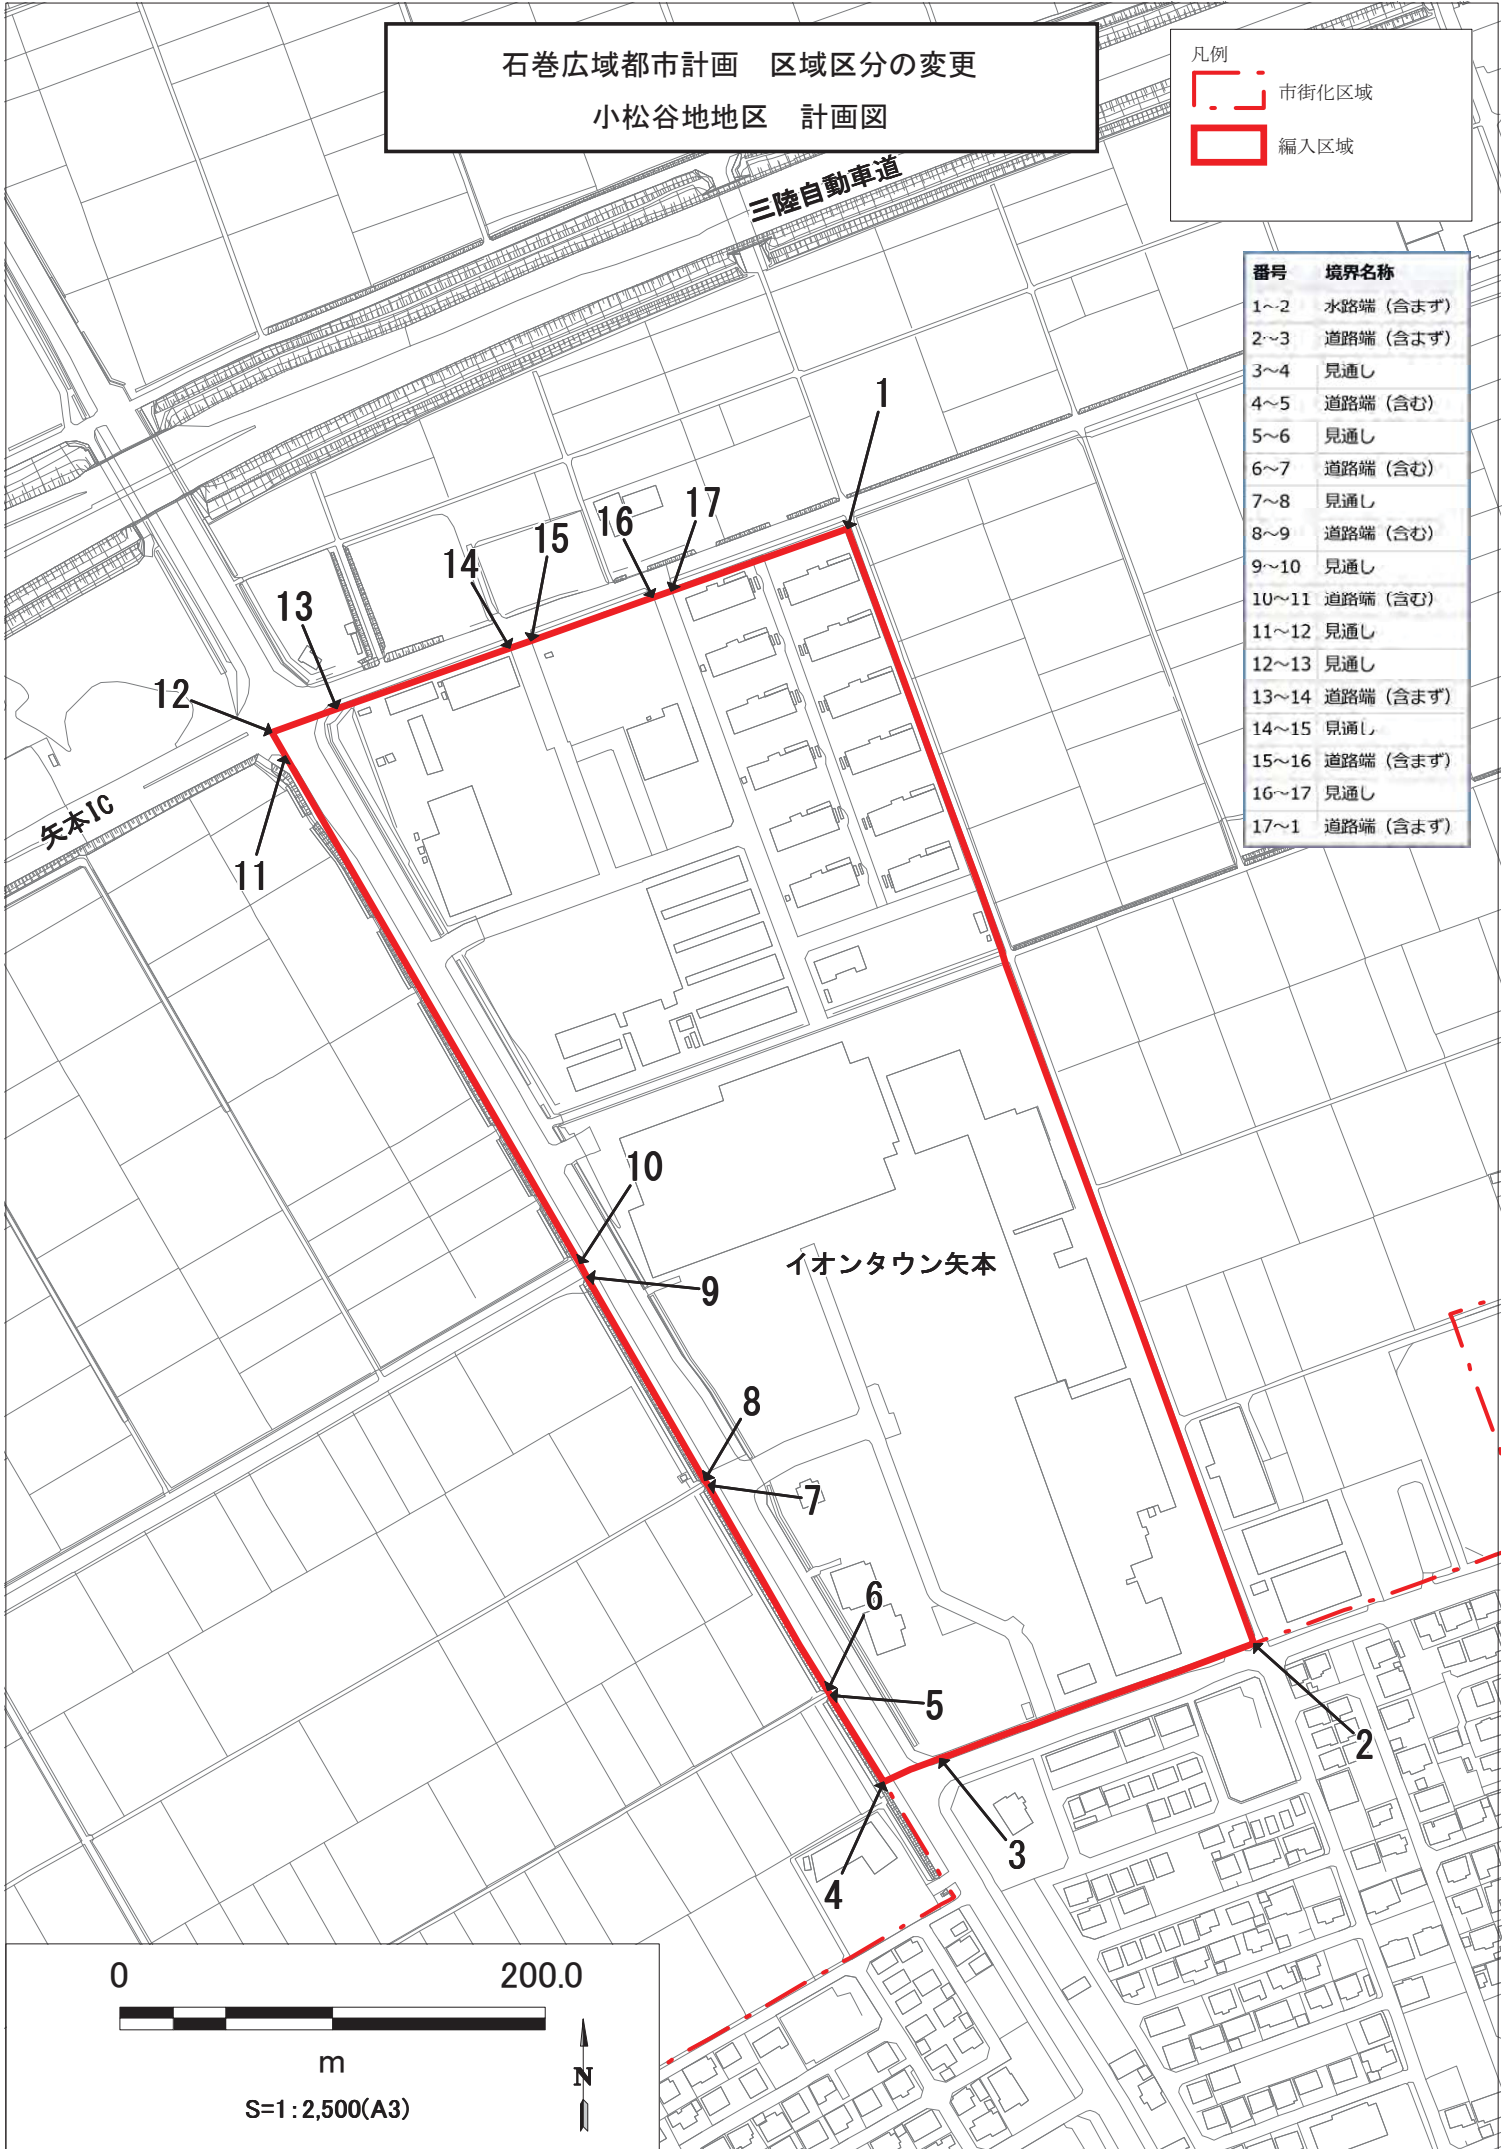 石巻広域都市計画　区域区分の変更
小松谷地地区　計画図
凡例
市街化区域
編入区域
三陸自動車道
番号 境界名称
1～2 水路端（含まず）
2～3 道路端（含まず）
3～4 見通し
4～5 道路端（含む）
5～6 見通し
6～7 道路端（含む）
7～8 見通し
8～9 道路端（含む）
9～10 見通し
10～11 道路端（含む）
11～12 見通し
12～13 見通し
13～14 道路端（含まず）
14～15 見通し
15～16 道路端（含まず）
16～17 見通し
17～1 道路端（含まず）
1
17
16
15
14
13
12
矢本IC
11
10
イオンタウン矢本
9
8
7
6
5
2
3
4
0 200.0
m
N
S=1:2,500(A3)